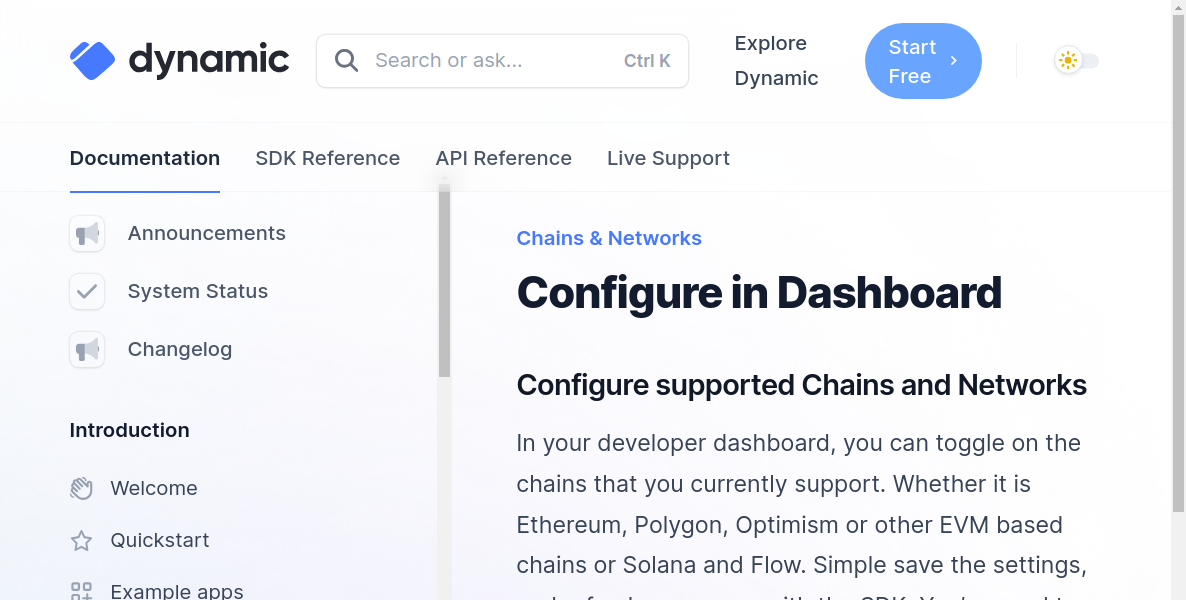 dynamic
Search or ask...
Ctrl K
Explore
Dynamic
Start
Free
Documentation
SDK Reference
API Reference
Live Support
Announcements
System Status
Changelog
Introduction
Welcome
Quickstart
Example apps
Chains & Networks
Configure in Dashboard
Configure supported Chains and Networks
In your developer dashboard, you can toggle on the
chains that you currently support. Whether it is
Ethereum, Polygon, Optimism or other EVM based
chains or Solana and Flow. Simple save the settings,